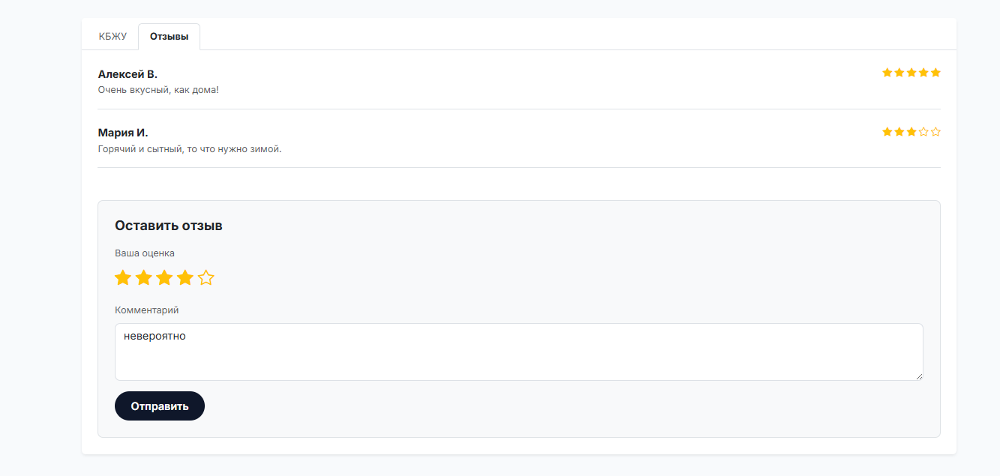 КБЖУ Отзывы
Алексей В.
Очень вкусный, как дома!
Мария И.
Горячий и сытный, то что нужно зимой.
Оставить отзыв
Ваша оценка
Комментарий
невероятно
Отправить